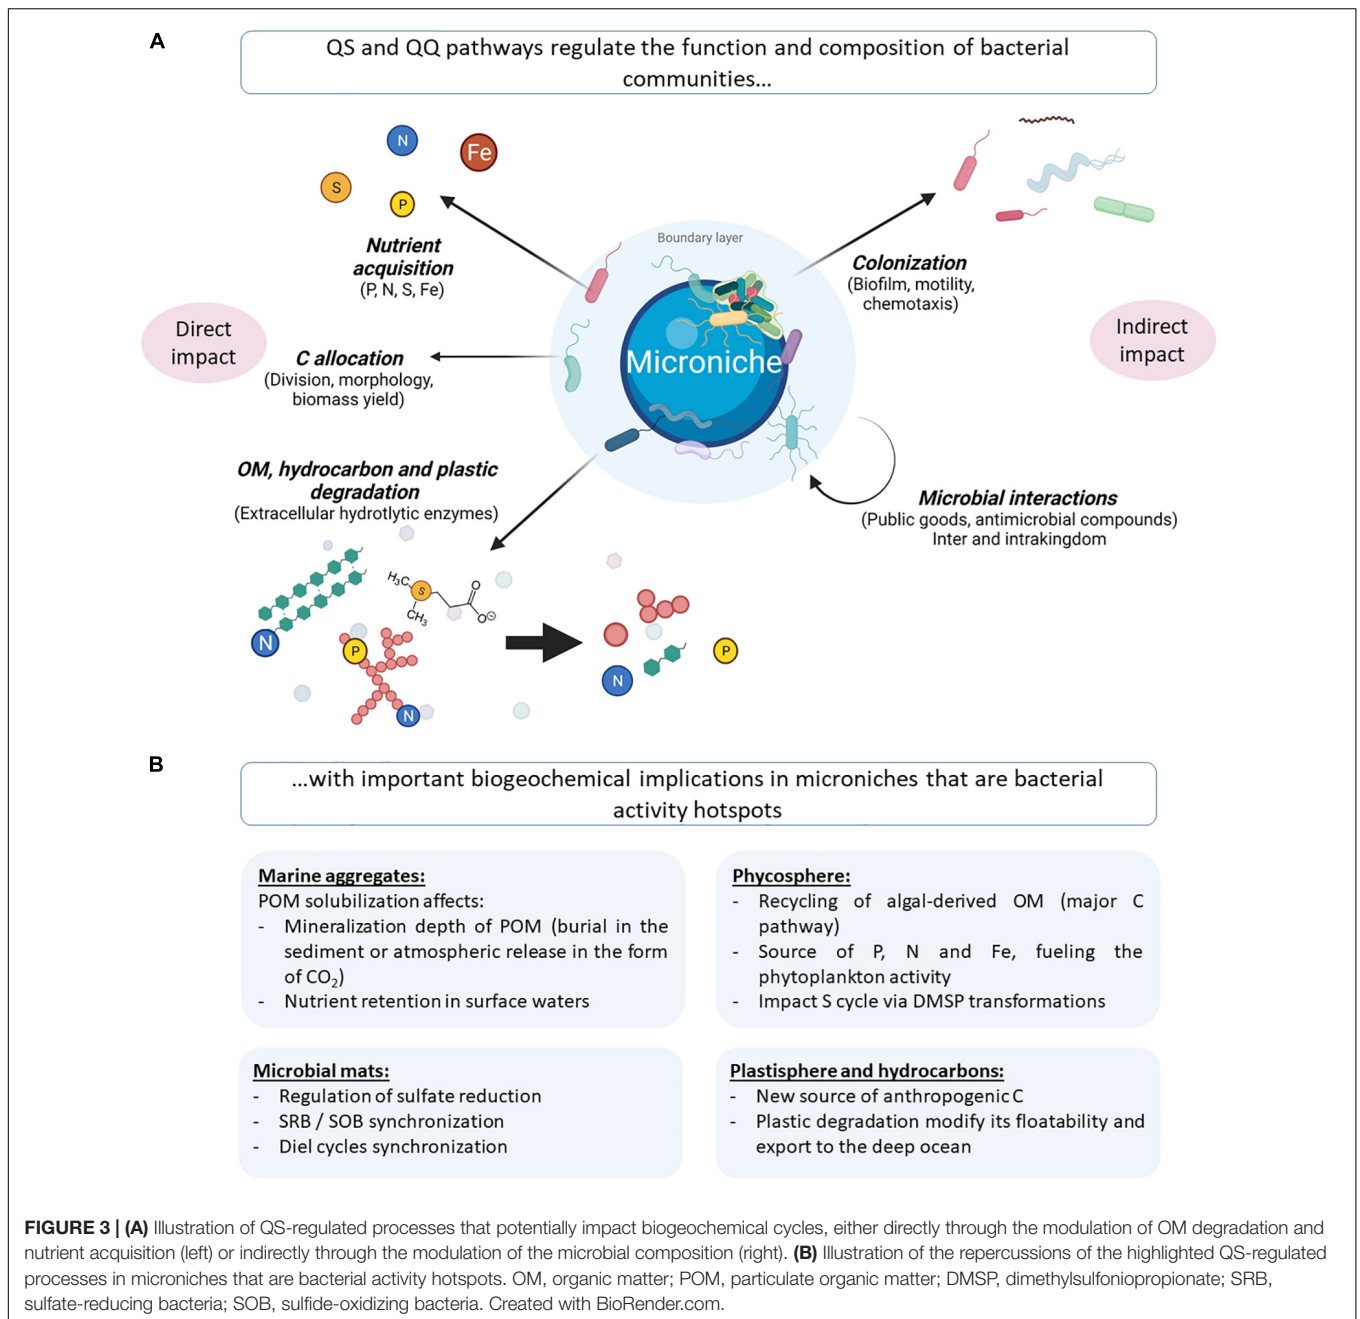 A
QS and QQ pathways regulate the function and composition of bacterial
communities...
N
Fe
S
P
Nutrient
acquisition
(P, N, S, Fe)
Boundary layer
Colonization
(Biofilm, motility,
chemotaxis)
Direct
impact
Indirect
impact
C allocation
(Division, morphology,
biomass yield)
Microniche
OM, hydrocarbon and plastic
degradation
(Extracellular hydrotlytic enzymes)
Microbial interactions
(Public goods, antimicrobial compounds)
Inter and intrakingdom
H₃C
S
CH₃
O
O⊖
N
P
N
N
P
B
...with important biogeochemical implications in microniches that are bacterial
activity hotspots
Marine aggregates:
POM solubilization affects:
- Mineralization depth of POM (burial in the
sediment or atmospheric release in the form
of CO₂)
- Nutrient retention in surface waters
Phycosphere:
- Recycling of algal-derived OM (major C
pathway)
- Source of P, N and Fe, fueling the
phytoplankton activity
- Impact S cycle via DMSP transformations
Microbial mats:
- Regulation of sulfate reduction
- SRB / SOB synchronization
- Diel cycles synchronization
Plastisphere and hydrocarbons:
- New source of anthropogenic C
- Plastic degradation modify its floatability and
export to the deep ocean
FIGURE 3 | (A) Illustration of QS-regulated processes that potentially impact biogeochemical cycles, either directly through the modulation of OM degradation and
nutrient acquisition (left) or indirectly through the modulation of the microbial composition (right). (B) Illustration of the repercussions of the highlighted QS-regulated
processes in microniches that are bacterial activity hotspots. OM, organic matter; POM, particulate organic matter; DMSP, dimethylsulfoniopropionate; SRB,
sulfate-reducing bacteria; SOB, sulfide-oxidizing bacteria. Created with BioRender.com.